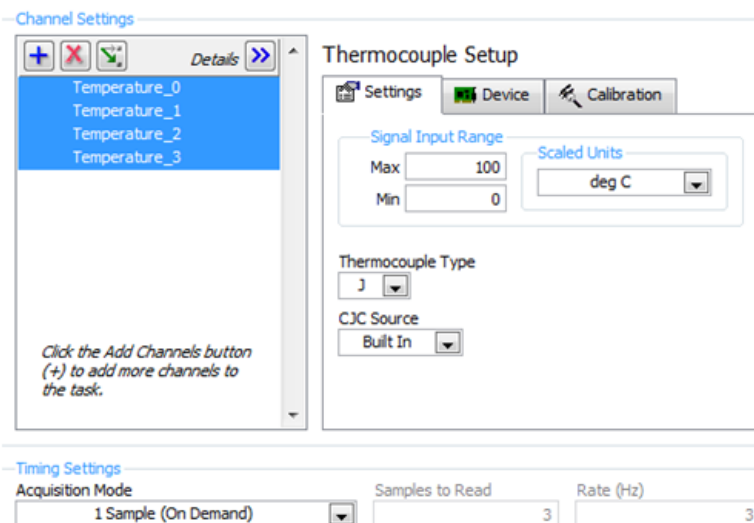 Channel Settings
Details
Temperature_0
Temperature_1
Temperature_2
Temperature_3
Click the Add Channels button
(+) to add more channels to
the task.
Thermocouple Setup
Settings
Device
Calibration
Signal Input Range
Max 100
Min 0
Scaled Units
deg C
Thermocouple Type
J
CJC Source
Built In
Timing Settings
Acquisition Mode
1 Sample (On Demand)
Samples to Read
3
Rate (Hz)
3